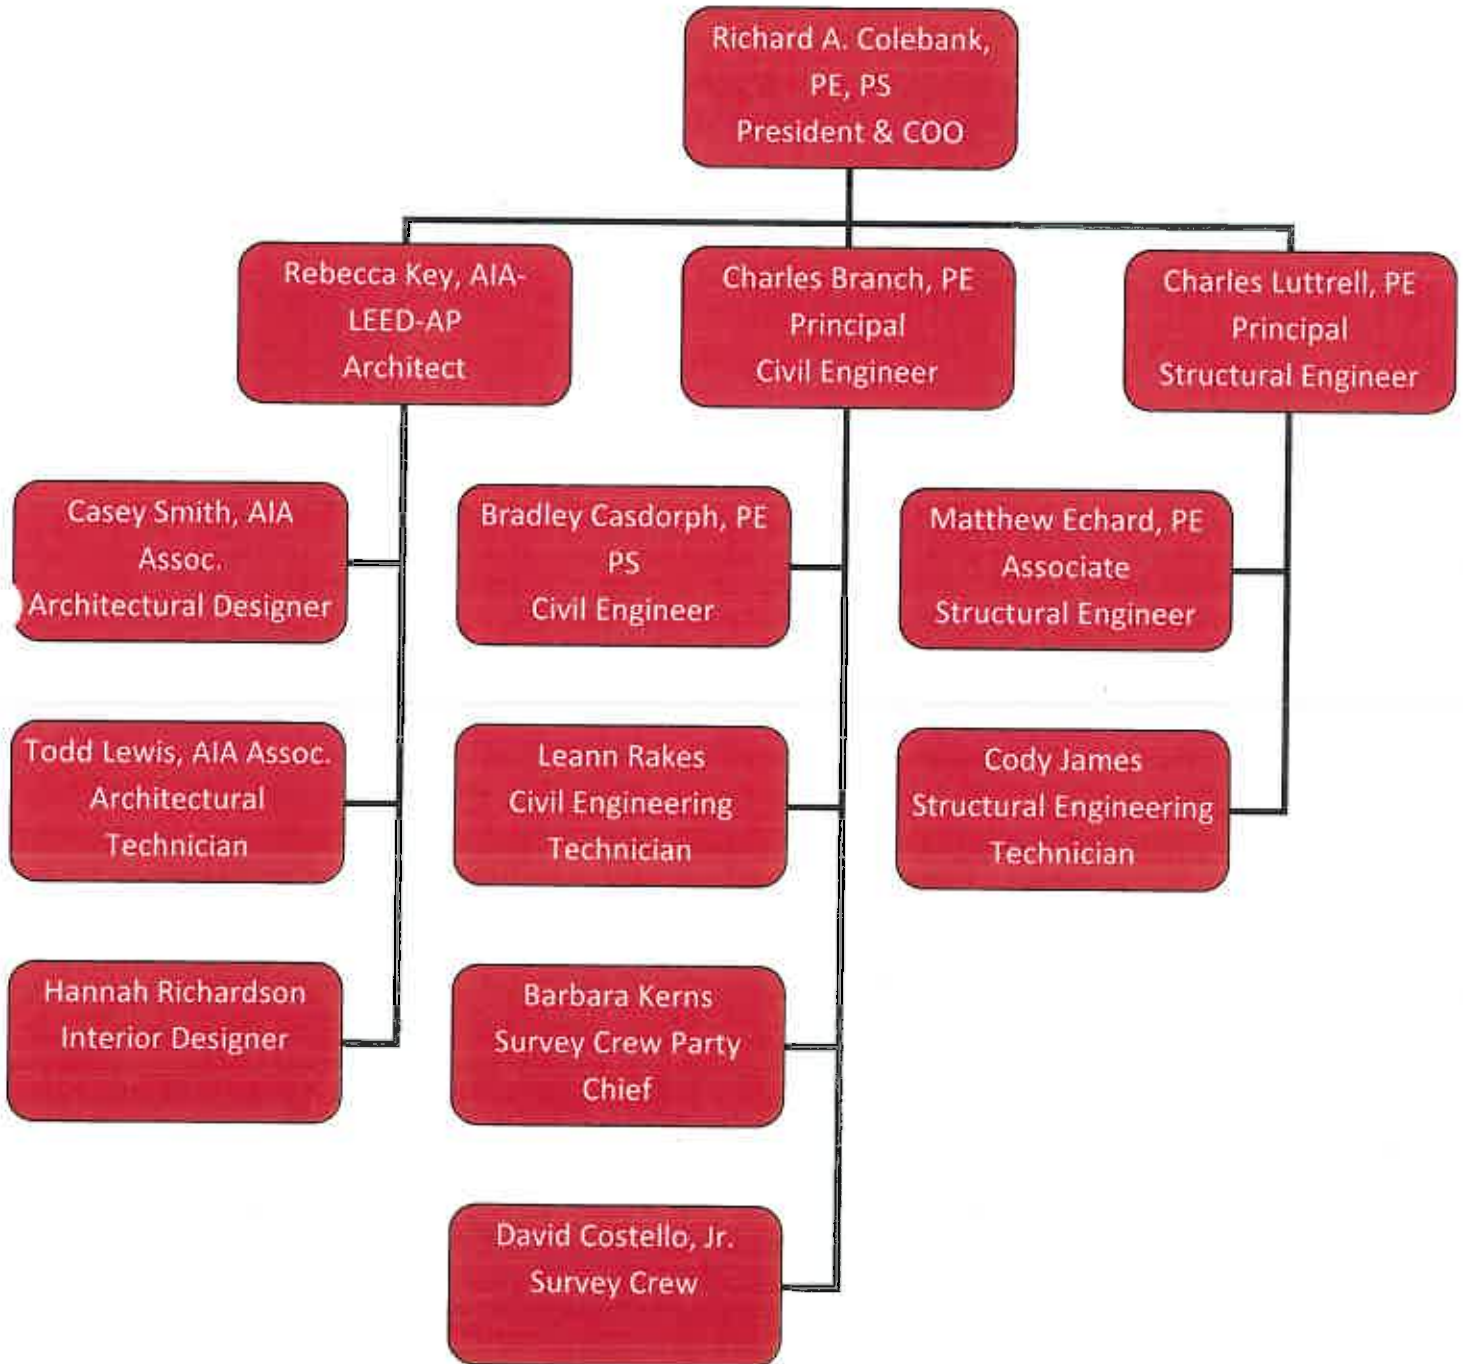 Richard A. Colebank,
PE, PS
President & COO
Rebecca Key, AIA-
LEED-AP
Architect
Charles Branch, PE
Principal
Civil Engineer
Charles Luttrell, PE
Principal
Structural Engineer
Casey Smith, AIA
Assoc.
Architectural Designer
Bradley Casdorph, PE
PS
Civil Engineer
Matthew Echard, PE
Associate
Structural Engineer
Todd Lewis, AIA Assoc.
Architectural
Technician
Leann Rakes
Civil Engineering
Technician
Cody James
Structural Engineering
Technician
Hannah Richardson
Interior Designer
Barbara Kerns
Survey Crew Party
Chief
David Costello, Jr.
Survey Crew